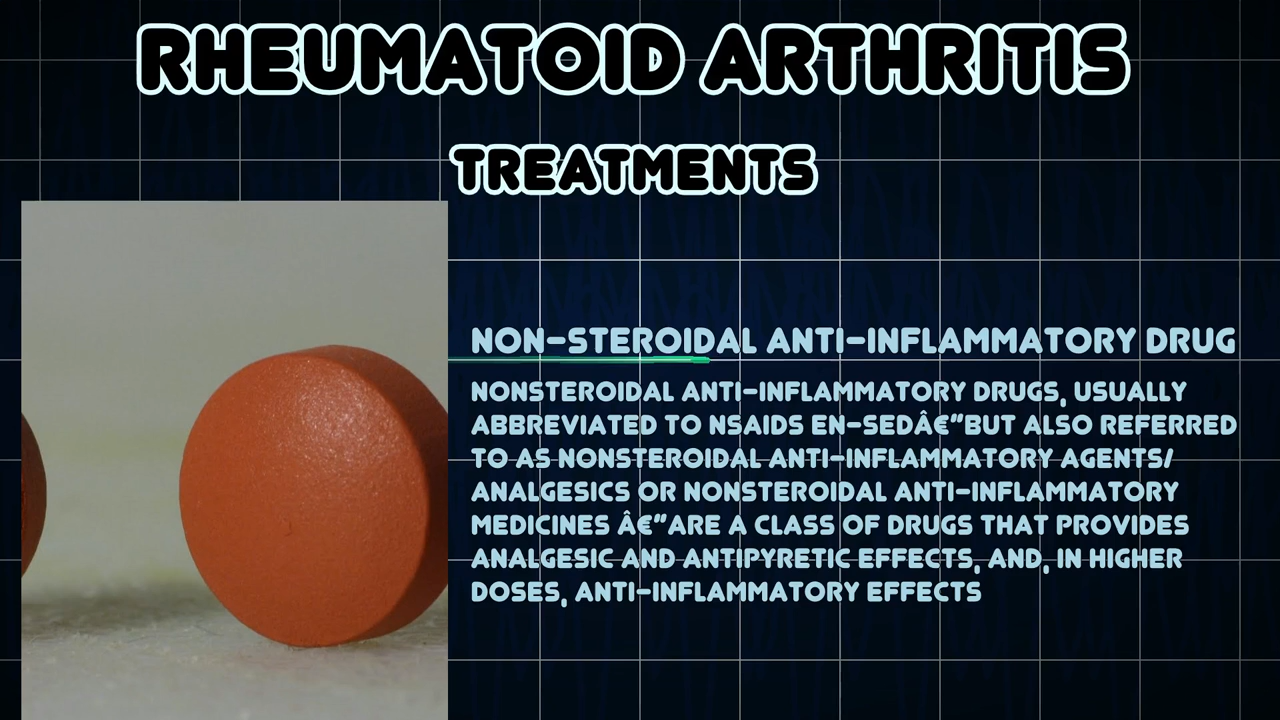 RHEUMATOID ARTHRITIS
TREATMENTS
NON-STEROIDAL ANTI-INFLAMMATORY DRUG
NONSTEROIDAL ANTI-INFLAMMATORY DRUGS, USUALLY
ABBREVIATED TO NSAIDS EN-SEDÂ€"BUT ALSO REFERRED
TO AS NONSTEROIDAL ANTI-INFLAMMATORY AGENTS/
ANALGESICS OR NONSTEROIDAL ANTI-INFLAMMATORY
MEDICINES Â€"ARE A CLASS OF DRUGS THAT PROVIDES
ANALGESIC AND ANTIPYRETIC EFFECTS, AND, IN HIGHER
DOSES, ANTI-INFLAMMATORY EFFECTS